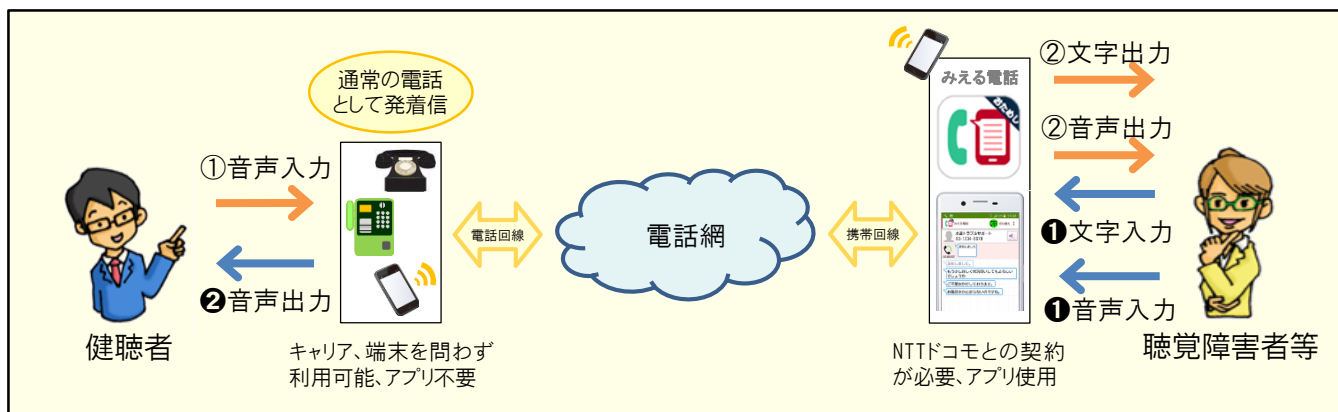 通常の電話
として発着信
①音声入力
❷音声出力
健聴者
キャリア、端末を問わず
利用可能、アプリ不要
電話回線
電話網
携帯回線
みえる電話
おためし
NTTドコモとの契約
が必要、アプリ使用
②文字出力
②音声出力
❶文字入力
❶音声入力
聴覚障害者等